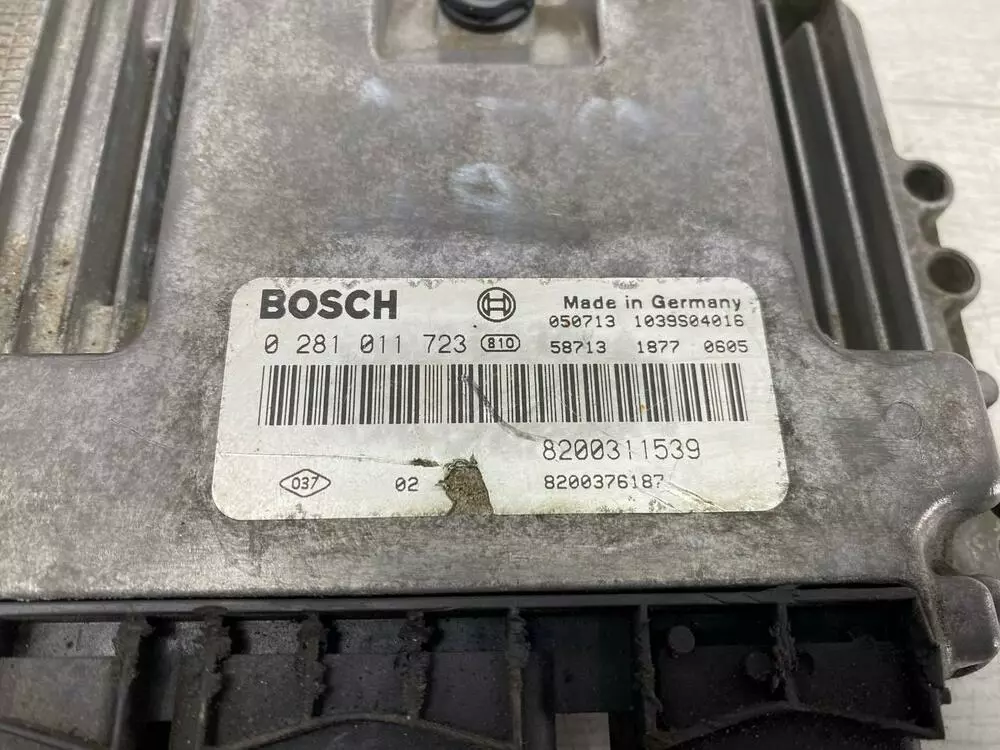 BOSCH Made in Germany
050713 1039S04016
0 281 011 723 810 58713 1877 0605
8200311539
037 02 8200376187